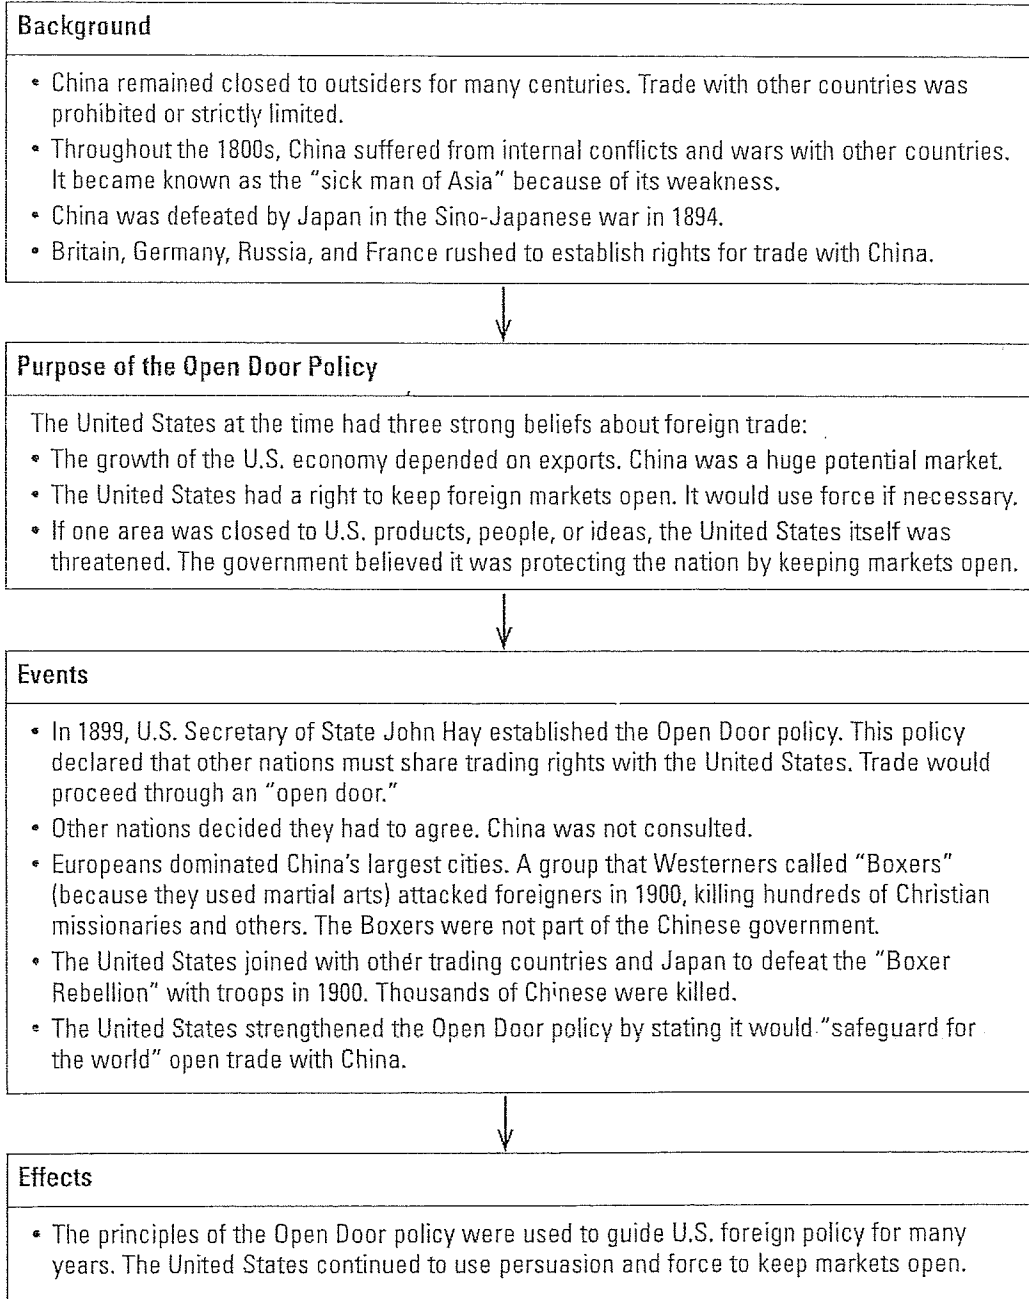 Background
• China remained closed to outsiders for many centuries. Trade with other countries was
prohibited or strictly limited.
• Throughout the 1800s, China suffered from internal conflicts and wars with other countries.
It became known as the "sick man of Asia" because of its weakness.
• China was defeated by Japan in the Sino-Japanese war in 1894.
• Britain, Germany, Russia, and France rushed to establish rights for trade with China.
Purpose of the Open Door Policy
The United States at the time had three strong beliefs about foreign trade:
• The growth of the U.S. economy depended on exports. China was a huge potential market.
• The United States had a right to keep foreign markets open. It would use force if necessary.
• If one area was closed to U.S. products, people, or ideas, the United States itself was
threatened. The government believed it was protecting the nation by keeping markets open.
Events
• In 1899, U.S. Secretary of State John Hay established the Open Door policy. This policy
declared that other nations must share trading rights with the United States. Trade would
proceed through an "open door."
• Other nations decided they had to agree. China was not consulted.
• Europeans dominated China's largest cities. A group that Westerners called "Boxers"
(because they used martial arts) attacked foreigners in 1900, killing hundreds of Christian
missionaries and others. The Boxers were not part of the Chinese government.
• The United States joined with other trading countries and Japan to defeat the "Boxer
Rebellion" with troops in 1900. Thousands of Chinese were killed.
• The United States strengthened the Open Door policy by stating it would "safeguard for
the world" open trade with China.
Effects
• The principles of the Open Door policy were used to guide U.S. foreign policy for many
years. The United States continued to use persuasion and force to keep markets open.